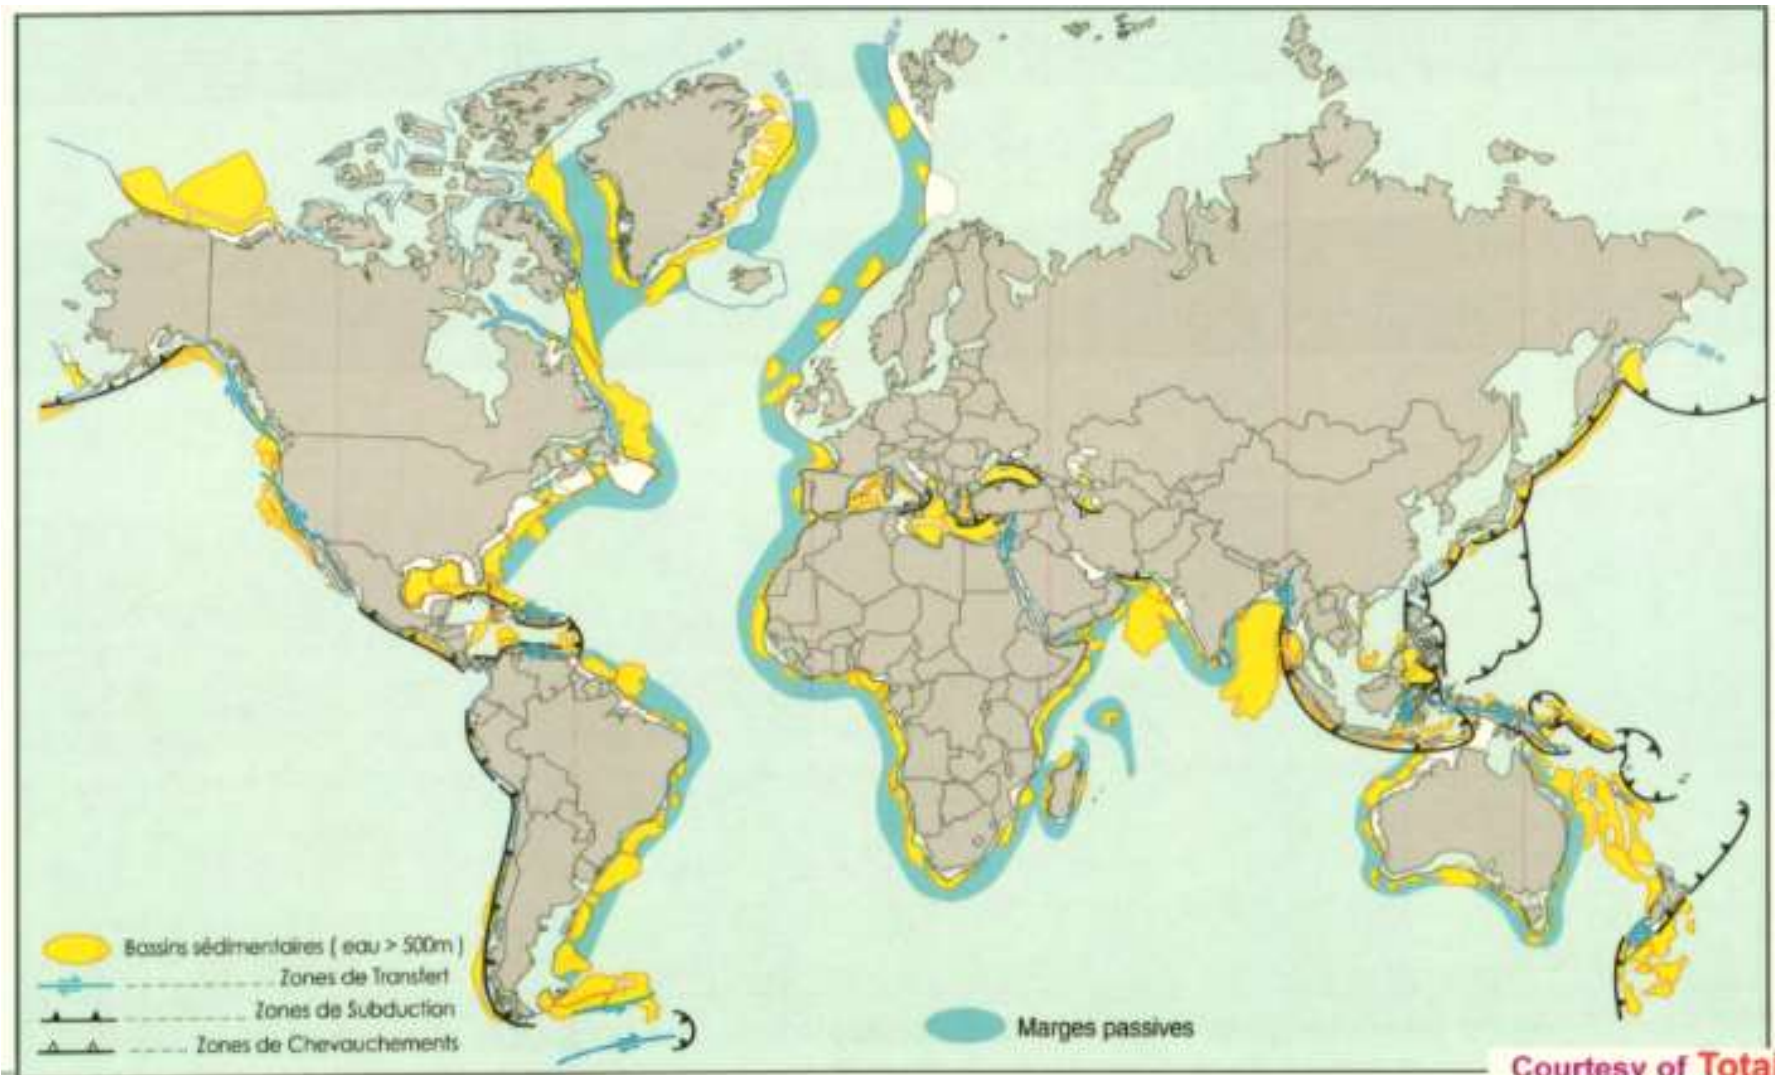 Bassins sédimentaires ( eau > 500m )
Zones de Transfert
Zones de Subduction
Zones de Chevauchements
Marges passives
Courtesy of Total